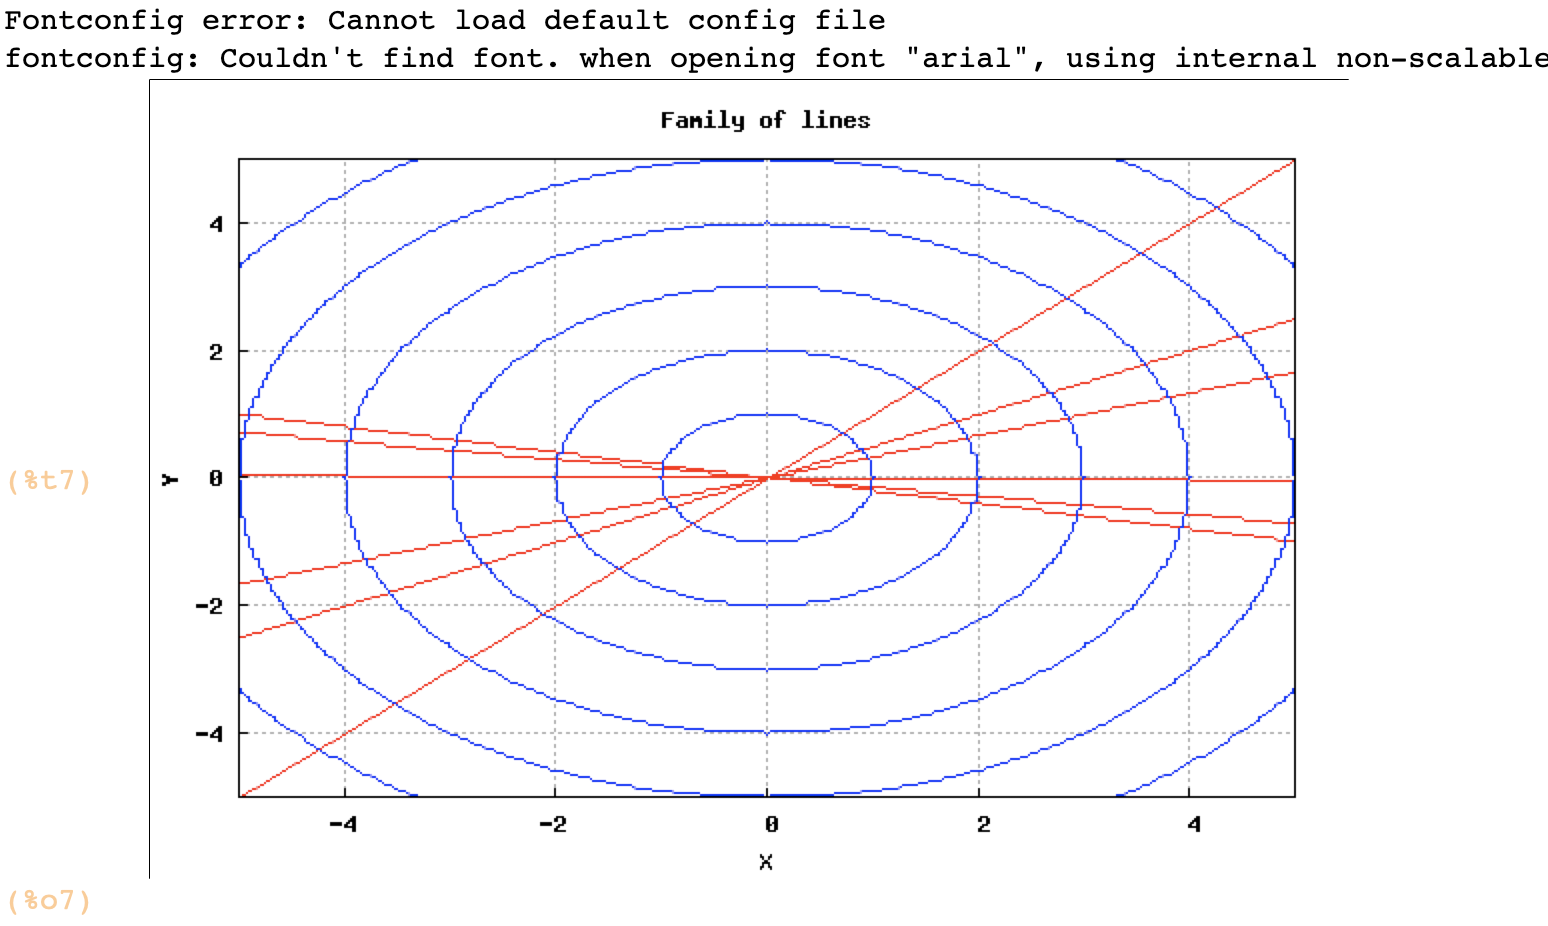 Fontconfig error: Cannot load default config file
fontconfig: Couldn't find font. when opening font "arial", using internal non-scalable
Family of lines
4
2
(%t7)
Y
0
-2
-4
-4
-2
0
2
4
X
(%o7)